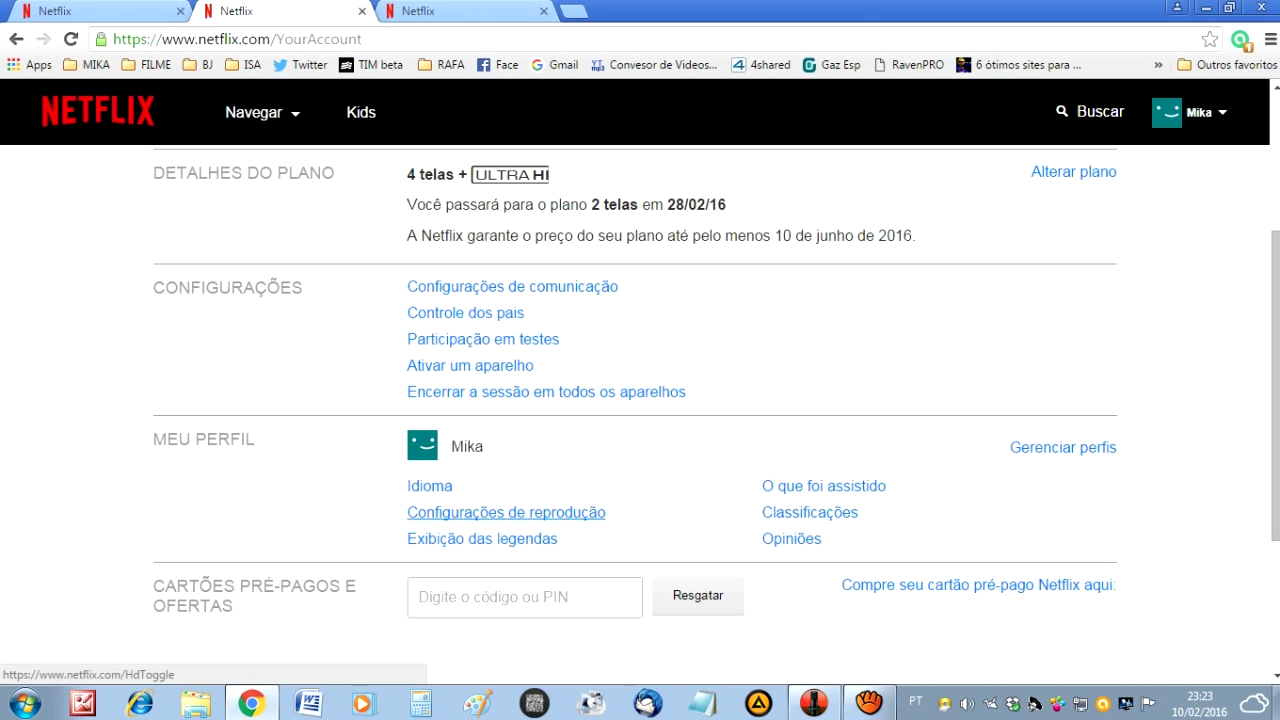 Netflix
Netflix
Netflix
https://www.netflix.com/YourAccount
Apps MIKA FILME BJ ISA Twitter TIM beta RAFA Face Gmail Convesor de Videos... 4shared Gaz Esp RavenPRO 6 ótimos sites para ... » Outros favoritos
NETFLIX Navegar Kids Buscar Mika
DETALHES DO PLANO 4 telas + ULTRA HD Alterar plano
Você passará para o plano 2 telas em 28/02/16
A Netflix garante o preço do seu plano até pelo menos 10 de junho de 2016.
CONFIGURAÇÕES Configurações de comunicação
Controle dos pais
Participação em testes
Ativar um aparelho
Encerrar a sessão em todos os aparelhos
MEU PERFIL Mika Gerenciar perfis
Idioma O que foi assistido
Configurações de reprodução Classificações
Exibição das legendas Opiniões
CARTÕES PRÉ-PAGOS E
OFERTAS
Digite o código ou PIN Resgatar Compre seu cartão pré-pago Netflix aqui:
https://www.netflix.com/HdToggle
PT 23:23
10/02/2016